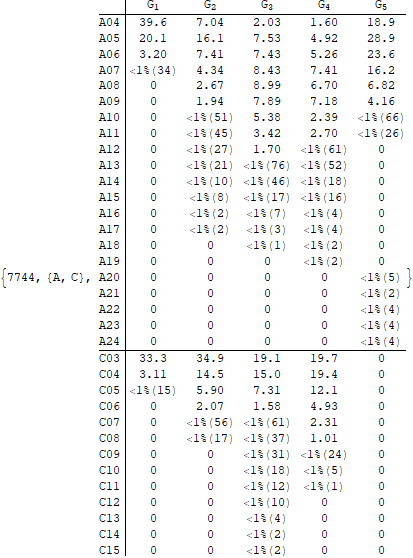 G1 G2 G3 G4 G5
A04 39.6 7.04 2.03 1.60 18.9
A05 20.1 16.1 7.53 4.92 28.9
A06 3.20 7.41 7.43 5.26 23.6
A07 <1%(34) 4.34 8.43 7.41 16.2
A08 0 2.67 8.99 6.70 6.82
A09 0 1.94 7.89 7.18 4.16
A10 0 <1%(51) 5.38 2.39 <1%(66)
A11 0 <1%(45) 3.42 2.70 <1%(26)
A12 0 <1%(27) 1.70 <1%(61) 0
A13 0 <1%(21) <1%(76) <1%(52) 0
A14 0 <1%(10) <1%(46) <1%(18) 0
A15 0 <1%(8) <1%(17) <1%(16) 0
A16 0 <1%(2) <1%(7) <1%(4) 0
A17 0 <1%(2) <1%(3) <1%(4) 0
A18 0 0 <1%(1) <1%(2) 0
A19 0 0 0 <1%(2) 0
{7744, {A, C}, A20 0 0 0 0 <1%(5) }
A21 0 0 0 0 <1%(2)
A22 0 0 0 0 <1%(4)
A23 0 0 0 0 <1%(4)
A24 0 0 0 0 <1%(4)
C03 33.3 34.9 19.1 19.7 0
C04 3.11 14.5 15.0 19.4 0
C05 <1%(15) 5.90 7.31 12.1 0
C06 0 2.07 1.58 4.93 0
C07 0 <1%(56) <1%(61) 2.31 0
C08 0 <1%(17) <1%(37) 1.01 0
C09 0 0 <1%(31) <1%(24) 0
C10 0 0 <1%(18) <1%(5) 0
C11 0 0 <1%(12) <1%(1) 0
C12 0 0 <1%(10) 0 0
C13 0 0 <1%(4) 0 0
C14 0 0 <1%(2) 0 0
C15 0 0 <1%(2) 0 0